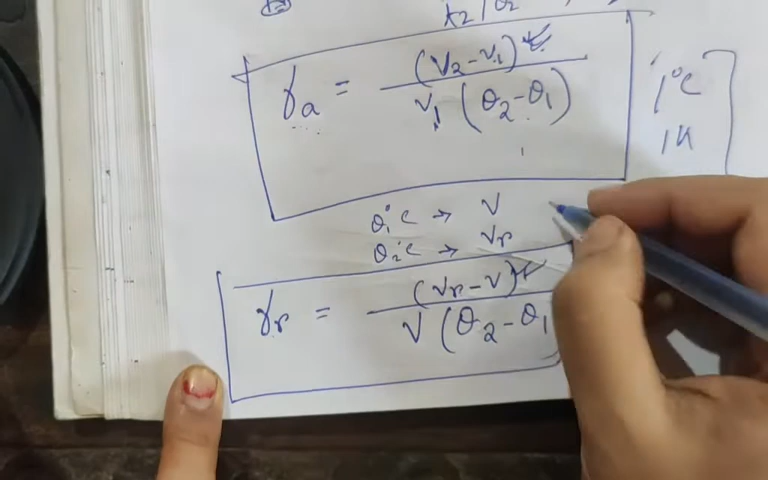 γa = (V2 - V1) / V1 (θ2 - θ1)
1°C
1K
θ1°C → V
θ2°C → Vr
γr = (Vr - V) / V (θ2 - θ1